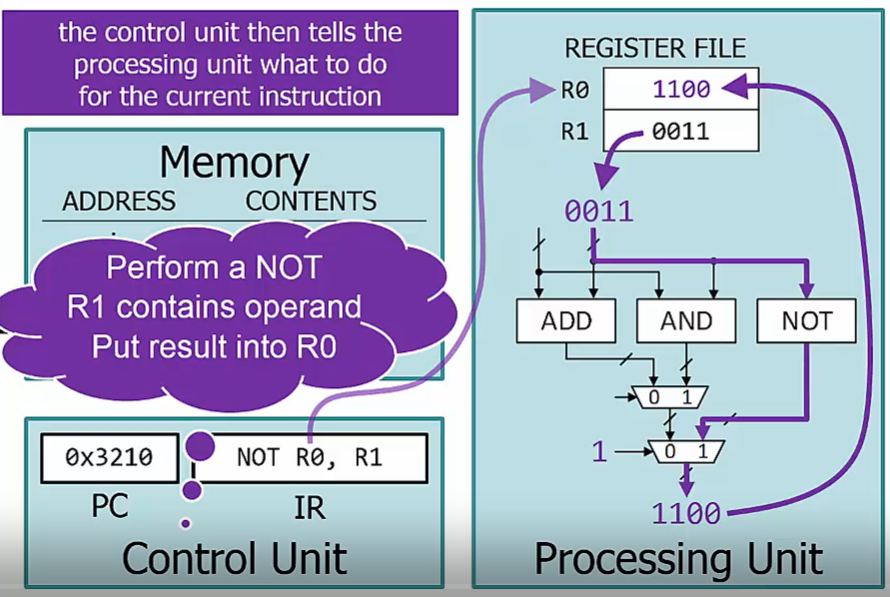 the control unit then tells the
processing unit what to do
for the current instruction
Memory
ADDRESS CONTENTS
Perform a NOT
R1 contains operand
Put result into R0
0x3210 NOT R0, R1
PC IR
Control Unit
REGISTER FILE
R0 1100
R1 0011
0011
ADD AND NOT
0 1
1 0 1
1100
Processing Unit